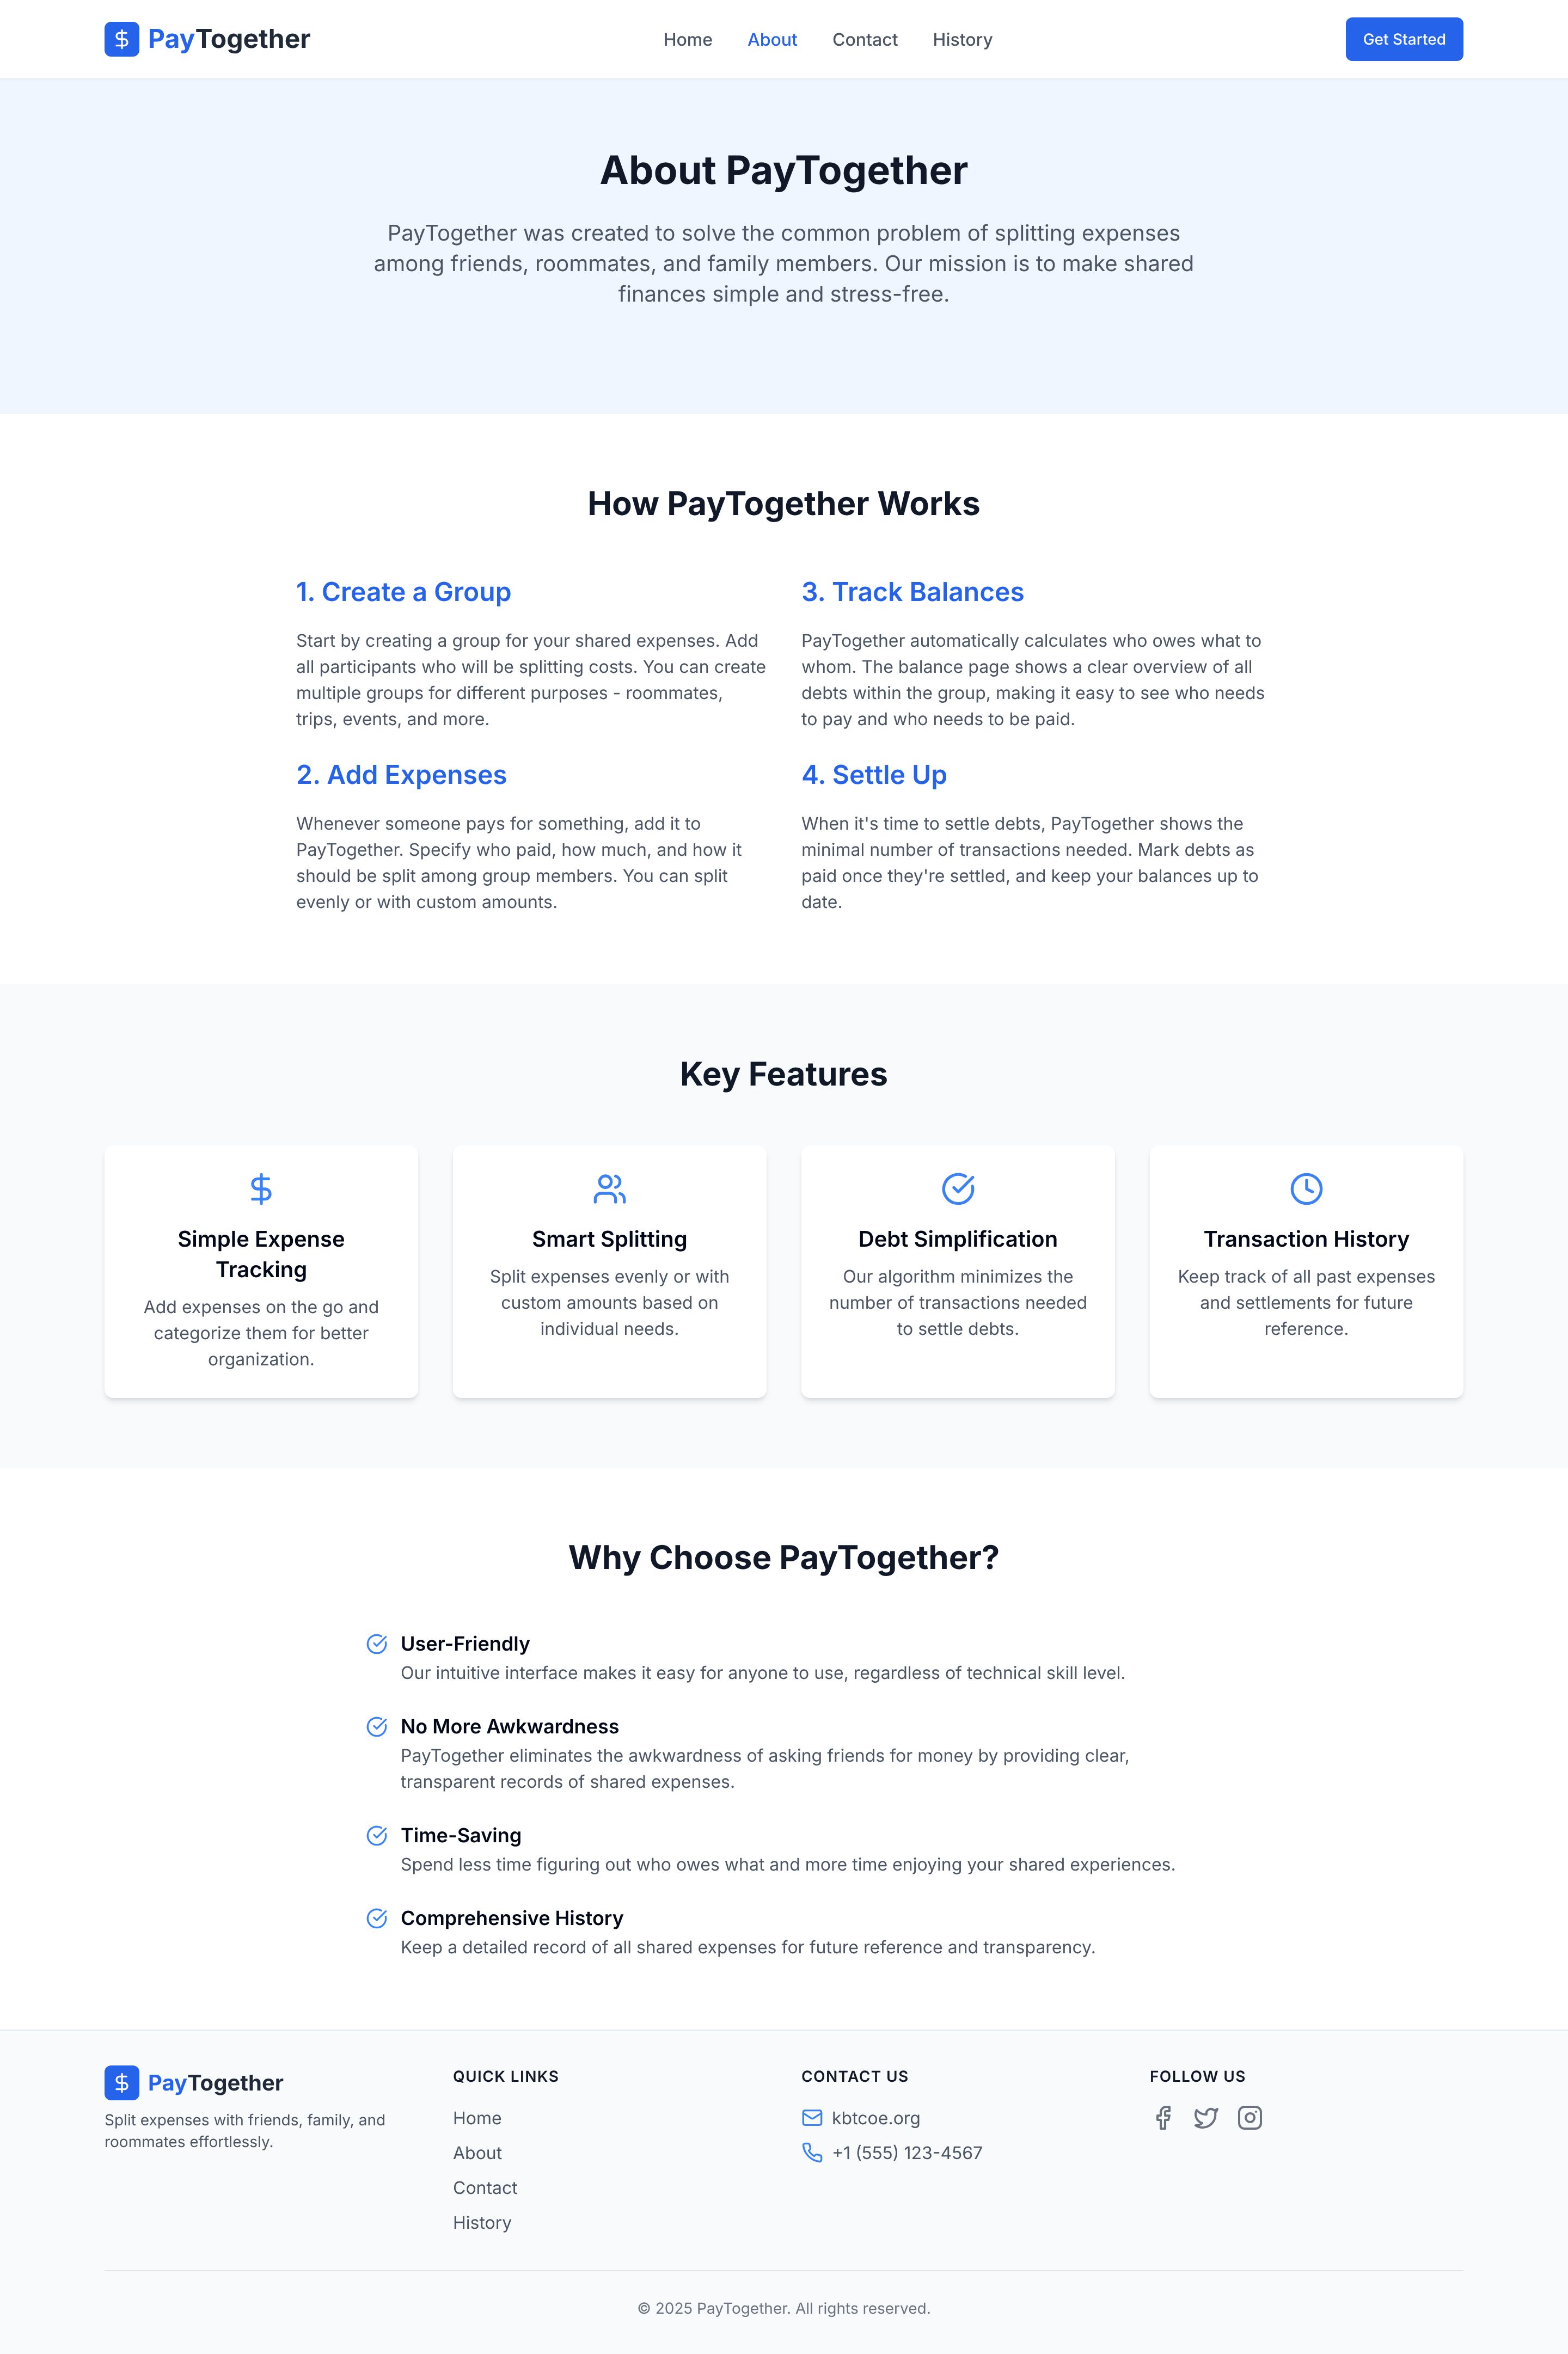 PayTogether
Home
About
Contact
History
Get Started
About PayTogether
PayTogether was created to solve the common problem of splitting expenses
among friends, roommates, and family members. Our mission is to make shared
finances simple and stress-free.
How PayTogether Works
1. Create a Group
Start by creating a group for your shared expenses. Add
all participants who will be splitting costs. You can create
multiple groups for different purposes - roommates,
trips, events, and more.
2. Add Expenses
Whenever someone pays for something, add it to
PayTogether. Specify who paid, how much, and how it
should be split among group members. You can split
evenly or with custom amounts.
3. Track Balances
PayTogether automatically calculates who owes what to
whom. The balance page shows a clear overview of all
debts within the group, making it easy to see who needs
to pay and who needs to be paid.
4. Settle Up
When it's time to settle debts, PayTogether shows the
minimal number of transactions needed. Mark debts as
paid once they're settled, and keep your balances up to
date.
Key Features
Simple Expense
Tracking
Add expenses on the go and
categorize them for better
organization.
Smart Splitting
Split expenses evenly or with
custom amounts based on
individual needs.
Debt Simplification
Our algorithm minimizes the
number of transactions needed
to settle debts.
Transaction History
Keep track of all past expenses
and settlements for future
reference.
Why Choose PayTogether?
User-Friendly
Our intuitive interface makes it easy for anyone to use, regardless of technical skill level.
No More Awkwardness
PayTogether eliminates the awkwardness of asking friends for money by providing clear,
transparent records of shared expenses.
Time-Saving
Spend less time figuring out who owes what and more time enjoying your shared experiences.
Comprehensive History
Keep a detailed record of all shared expenses for future reference and transparency.
PayTogether
Split expenses with friends, family, and
roommates effortlessly.
QUICK LINKS
Home
About
Contact
History
CONTACT US
kbtcoe.org
+1 (555) 123-4567
FOLLOW US
© 2025 PayTogether. All rights reserved.